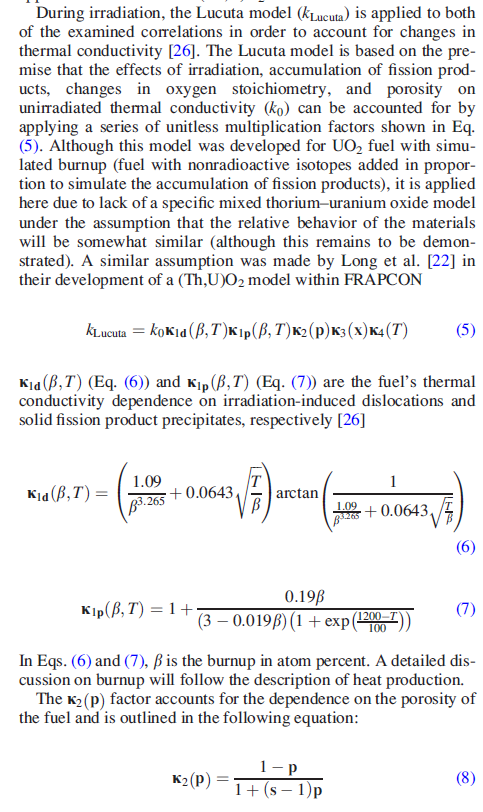 During irradiation, the Lucuta model (k_Lucuta) is applied to both
of the examined correlations in order to account for changes in
thermal conductivity [26]. The Lucuta model is based on the pre-
mise that the effects of irradiation, accumulation of fission prod-
ucts, changes in oxygen stoichiometry, and porosity on
unirradiated thermal conductivity (k_0) can be accounted for by
applying a series of unitless multiplication factors shown in Eq.
(5). Although this model was developed for UO_2 fuel with simu-
lated burnup (fuel with nonradioactive isotopes added in propor-
tion to simulate the accumulation of fission products), it is applied
here due to lack of a specific mixed thorium–uranium oxide model
under the assumption that the relative behavior of the materials
will be somewhat similar (although this remains to be demon-
strated). A similar assumption was made by Long et al. [22] in
their development of a (Th,U)O_2 model within FRAPCON
k_Lucuta = k_0 κ_1d(β, T) κ_1p(β, T) κ_2(p) κ_3(x) κ_4(T) (5)
κ_1d(β, T) (Eq. (6)) and κ_1p(β, T) (Eq. (7)) are the fuel's thermal
conductivity dependence on irradiation-induced dislocations and
solid fission product precipitates, respectively [26]
κ_1d(β, T) = (1.09/β^3.265 + 0.0643 √(T/β)) arctan (1/(1.09/β^3.265 + 0.0643 √(T/β)))
(6)
κ_1p(β, T) = 1 + 0.19β/((3 − 0.019β)(1 + exp((1200−T)/100))) (7)
In Eqs. (6) and (7), β is the burnup in atom percent. A detailed dis-
cussion on burnup will follow the description of heat production.
The κ_2(p) factor accounts for the dependence on the porosity of
the fuel and is outlined in the following equation:
κ_2(p) = (1 − p)/(1 + (s − 1)p) (8)